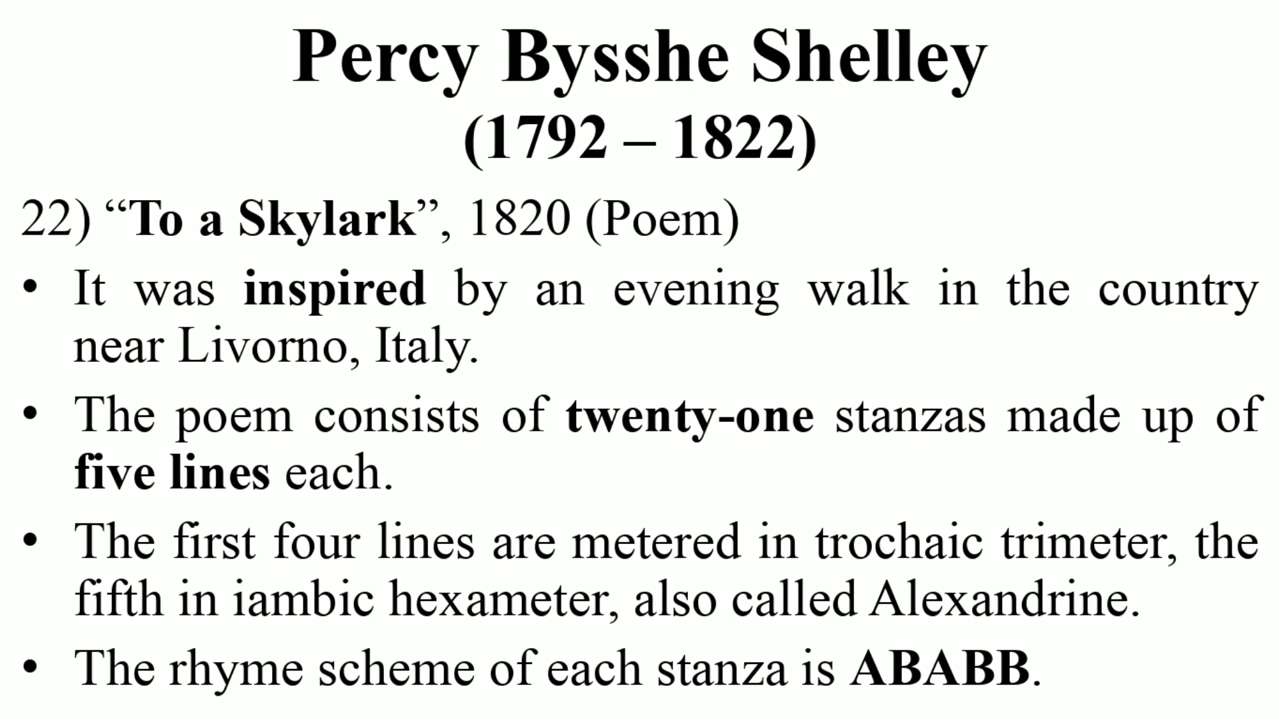 Percy Bysshe Shelley
(1792 – 1822)
22) “To a Skylark”, 1820 (Poem)
• It was inspired by an evening walk in the country
near Livorno, Italy.
• The poem consists of twenty-one stanzas made up of
five lines each.
• The first four lines are metered in trochaic trimeter, the
fifth in iambic hexameter, also called Alexandrine.
• The rhyme scheme of each stanza is ABABB.